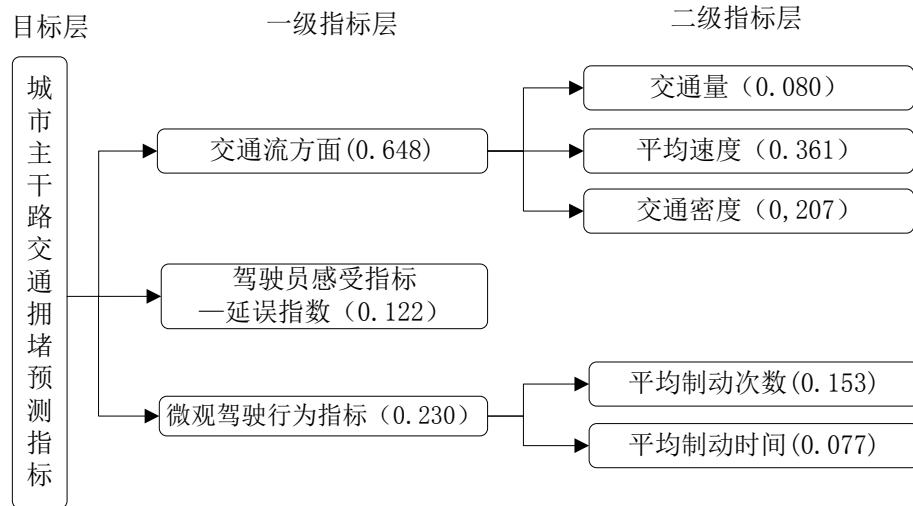 目标层
一级指标层
二级指标层
城市主干路交通拥堵预测指标
交通流方面(0.648)
驾驶员感受指标
—延误指数（0.122）
微观驾驶行为指标（0.230）
交通量（0.080）
平均速度（0.361）
交通密度（0,207）
平均制动次数(0.153)
平均制动时间(0.077)